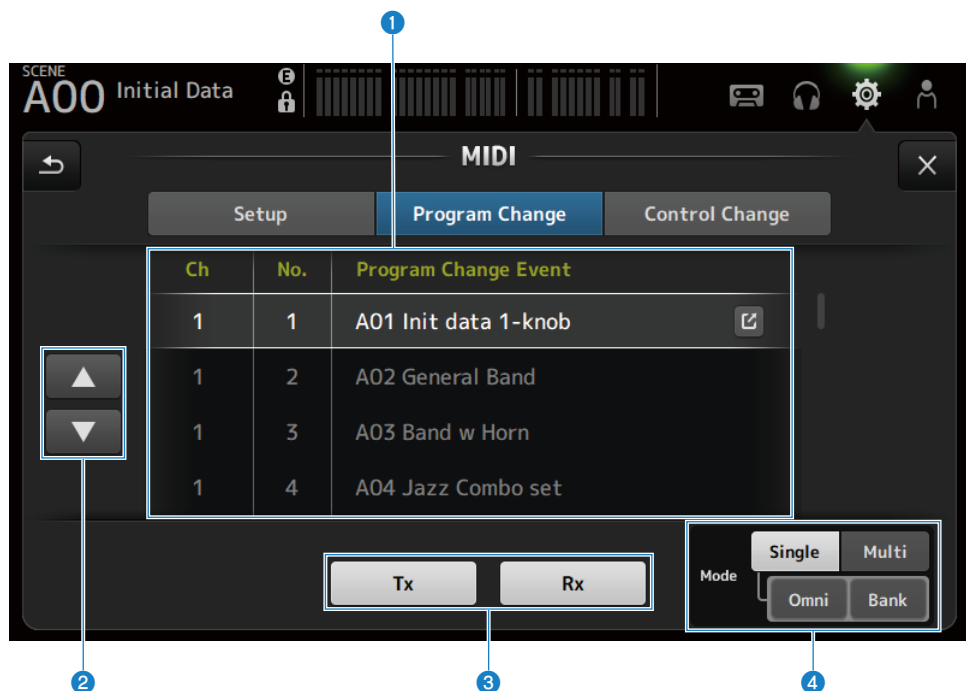 1
SCENE
A00 Initial Data E
MIDI
Setup Program Change Control Change
Ch No. Program Change Event
1 1 A01 Init data 1-knob
1 2 A02 General Band
1 3 A03 Band w Horn
1 4 A04 Jazz Combo set
Tx Rx
Mode Single Multi
Omni Bank
2 3 4